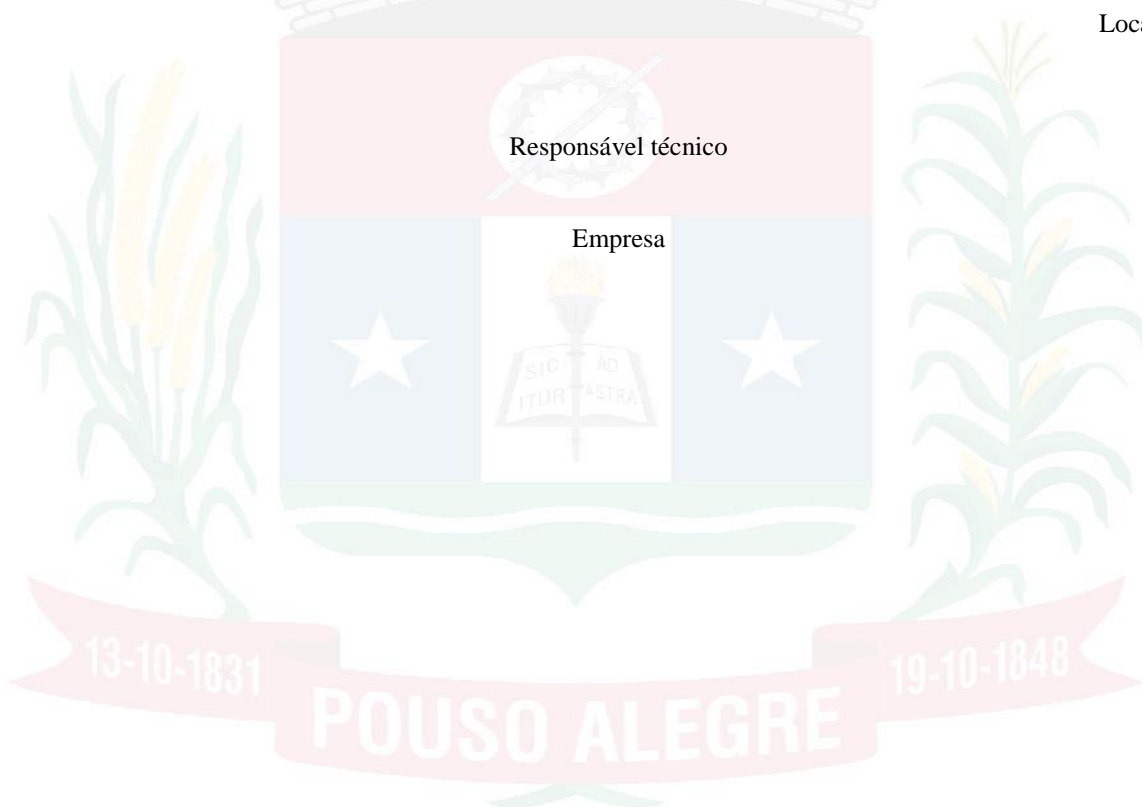 Loca
Responsável técnico
Empresa
SIC AD
ITUR ASTRA
13-10-1831
19-10-1848
POUSO ALEGRE